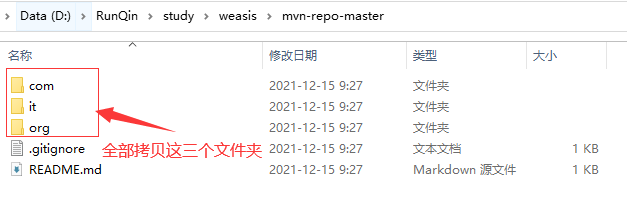 Data (D:) > RunQin > study > weasis > mvn-repo-master
名称 修改日期 类型 大小
com 2021-12-15 9:27 文件夹
it 2021-12-15 9:27 文件夹
org 2021-12-15 9:27 文件夹
.gitignore 2021-12-15 9:27 文本文档 1 KB
README.md 2021-12-15 9:27 Markdown 源文件 1 KB
全部拷贝这三个文件夹